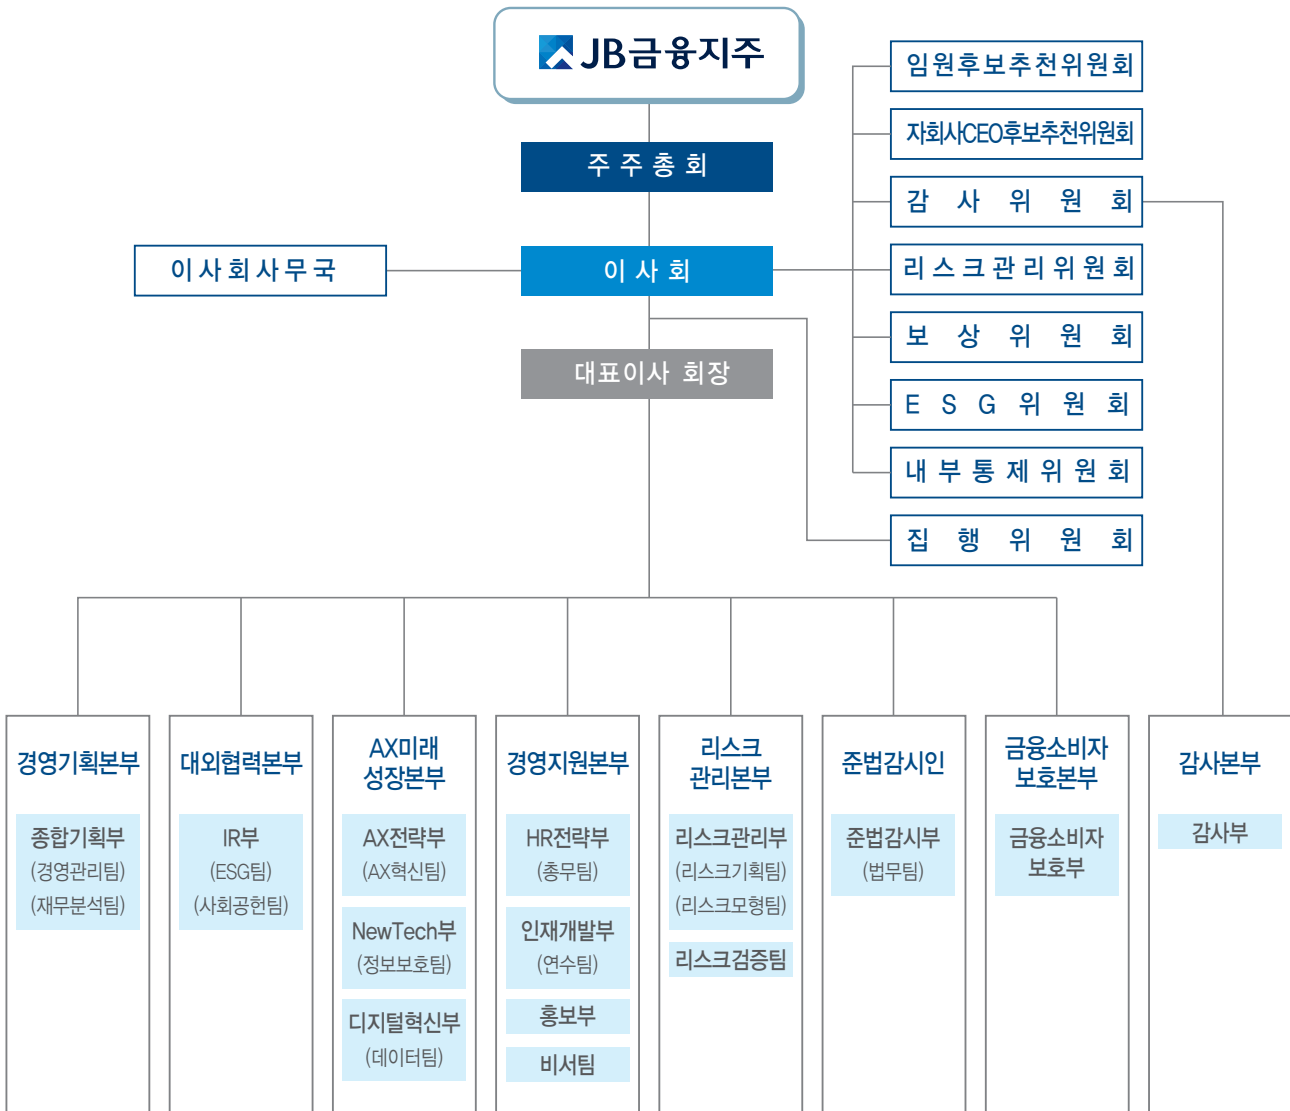 JB금융지주
주주총회
이사회사무국
이사회
대표이사 회장
임원후보추천위원회
자회사CEO후보추천위원회
감사위원회
리스크관리위원회
보상위원회
ESG위원회
내부통제위원회
집행위원회
경영기획본부
종합기획부
(경영관리팀)
(재무분석팀)
대외협력본부
IR부
(ESG팀)
(사회공헌팀)
AX미래
성장본부
AX전략부
(AX혁신팀)
NewTech부
(정보보호팀)
디지털혁신부
(데이터팀)
경영지원본부
HR전략부
(총무팀)
인재개발부
(연수팀)
홍보부
비서팀
리스크
관리본부
리스크관리부
(리스크기획팀)
(리스크모형팀)
리스크검증팀
준법감시인
준법감시부
(법무팀)
금융소비자
보호본부
금융소비자
보호부
감사본부
감사부